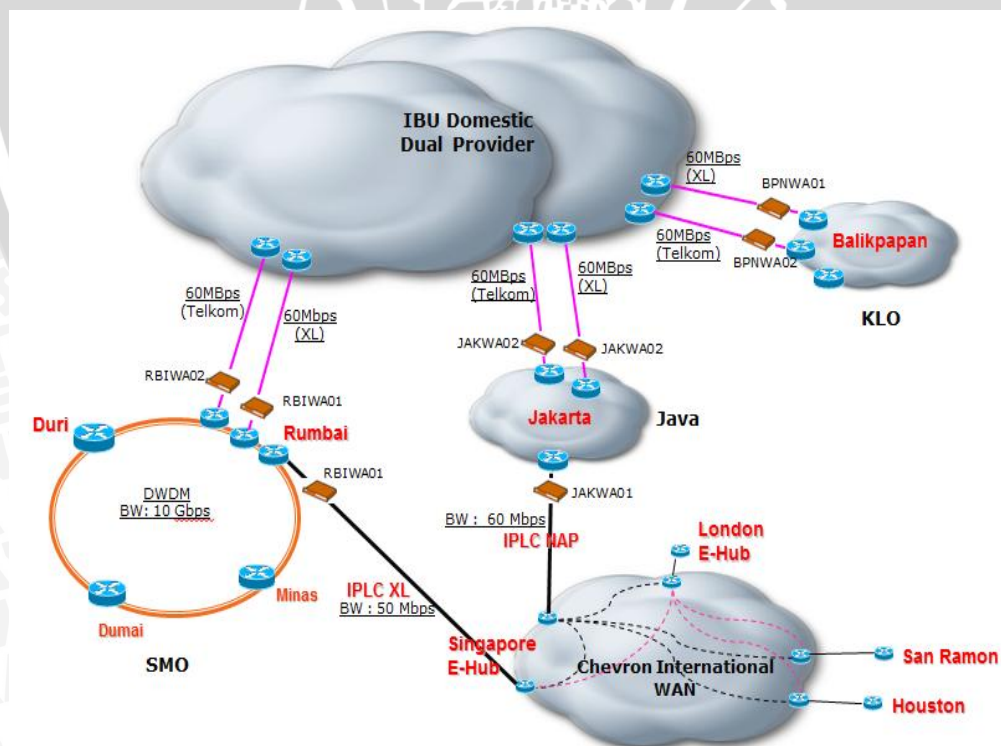 IBU Domestic
Dual Provider
60MBps
(XL)
BPNWA01
Balikpapan
60MBps
(Telkom)
BPNWA02
KLO
60MBps
(Telkom)
60Mbps
(XL)
60MBps
(Telkom)
60MBps
(XL)
JAKWA02
JAKWA02
RBIWA02
RBIWA01
Duri
Rumbai
Jakarta
Java
RBIWA01
DWDM
BW: 10 Gbps
JAKWA01
BW : 60 Mbps
IPLC NAP
London
E-Hub
IPLC XL
BW : 50 Mbps
Minas
Dumai
SMO
Singapore
E-Hub
Chevron International
WAN
San Ramon
Houston